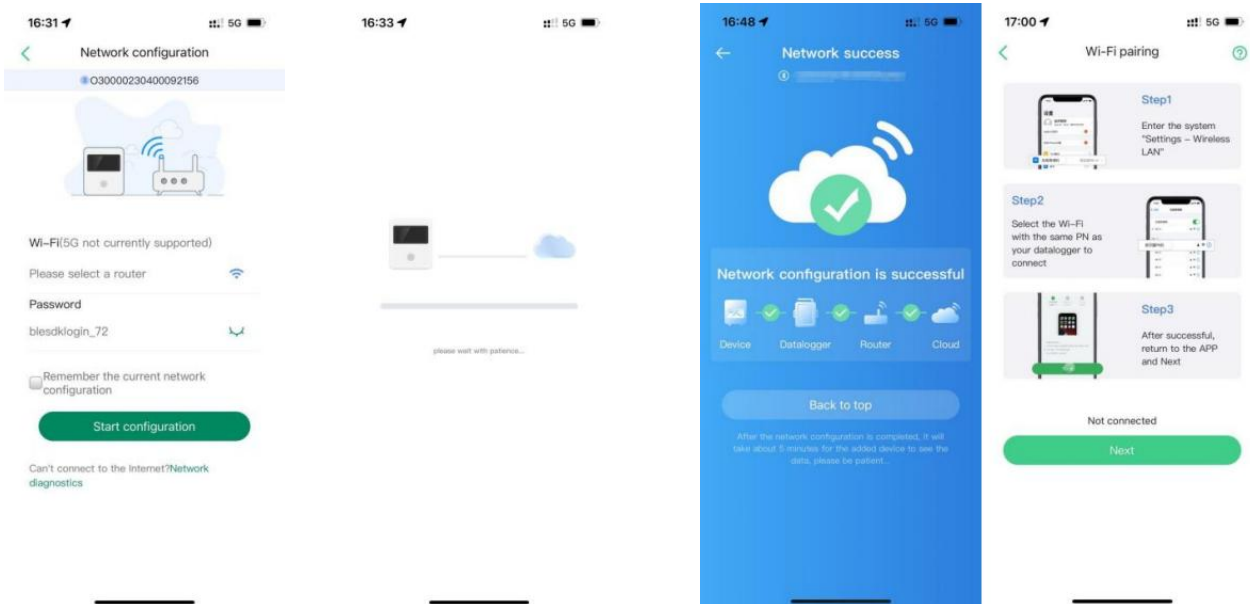 16:31
5G
Network configuration
O30000230400092156
Wi-Fi(5G not currently supported)
Please select a router
Password
blesdklogin_72
Remember the current network
configuration
Start configuration
Can't connect to the Internet?Network
diagnostics
16:33
5G
please wait with patience...
16:48
5G
Network success
Network configuration is successful
Device
Datalogger
Router
Cloud
Back to top
After the network configuration is completed, it will
take about 5 minutes for the added device to see the
data, please be patient...
17:00
5G
Wi-Fi pairing
Step1
Enter the system
"Settings – Wireless
LAN"
Step2
Select the Wi-Fi
with the same PN as
your datalogger to
connect
Step3
After successful,
return to the APP
and Next
Not connected
Next